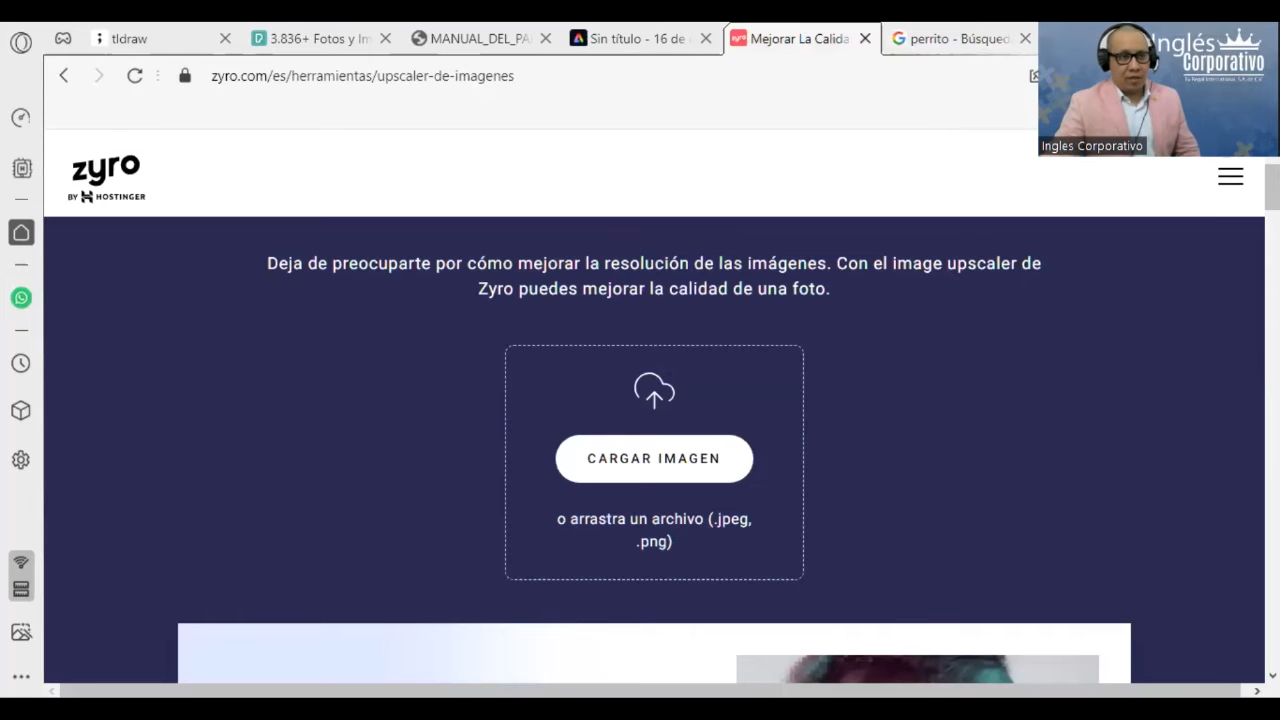 tldraw
3.836+ Fotos y Im
MANUAL_DEL_PA
Sin título - 16 de
Mejorar La Calida
perrito - Búsqued
zyro.com/es/herramientas/upscaler-de-imagenes
Inglés
Corporativo
Ingles Corporativo
zyro
BY HOSTINGER
Deja de preocuparte por cómo mejorar la resolución de las imágenes. Con el image upscaler de
Zyro puedes mejorar la calidad de una foto.
CARGAR IMAGEN
o arrastra un archivo (.jpeg,
.png)